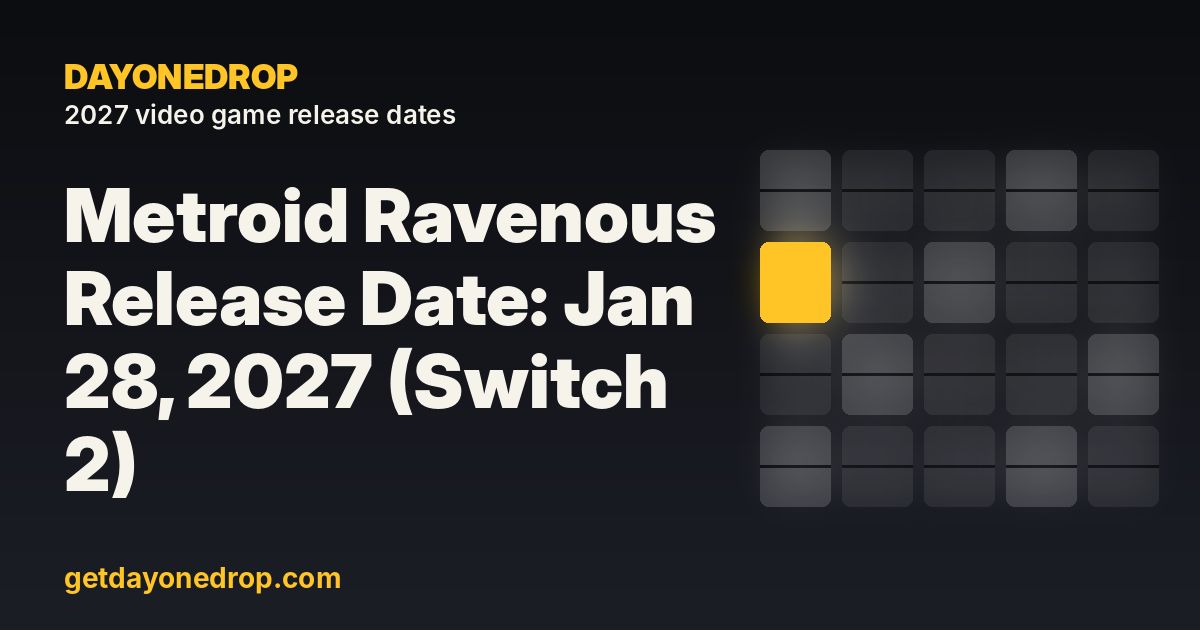 DAYONEDROP
2027 video game release dates
Metroid Ravenous
Release Date: Jan
28, 2027 (Switch
2)
getdayonedrop.com